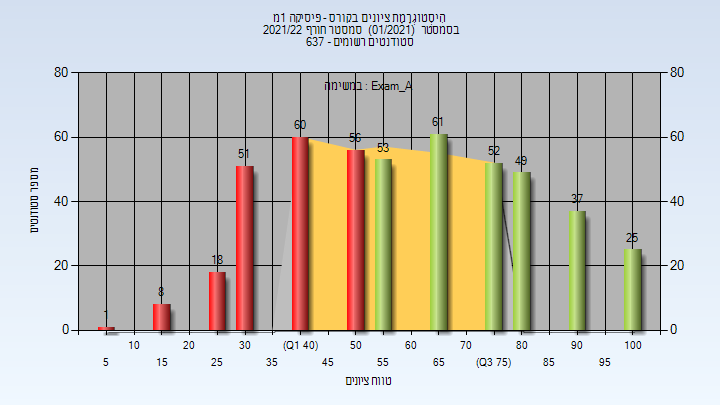 היסטוגרמת ציונים בקורס - פיסיקה 1מ
בסמסטר (01/2021) סמסטר חורף 2021/22
סטודנטים רשומים - 637
במשימה : Exam_A
80 80
60 60
40 40
20 20
0 0
מספר סטודנטים
1 8 18 51 60 56 53 61 52 49 37 25
10 20 30 (Q1 40) 50 60 70 80 90 100
5 15 25 35 45 55 65 (Q3 75) 85 95
טווח ציונים